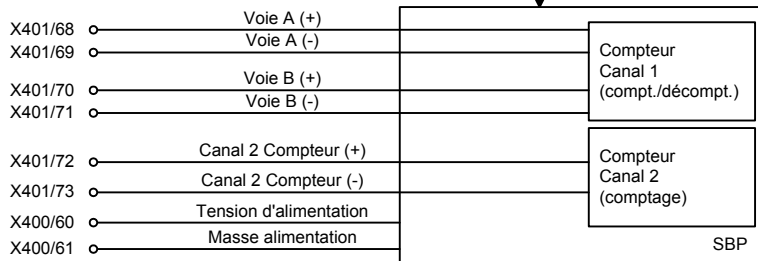 X401/68 Voie A (+)
X401/69 Voie A (-)
X401/70 Voie B (+)
X401/71 Voie B (-)
Compteur
Canal 1
(compt./décompt.)
X401/72 Canal 2 Compteur (+)
X401/73 Canal 2 Compteur (-)
Compteur
Canal 2
(comptage)
X400/60 Tension d'alimentation
X400/61 Masse alimentation
SBP